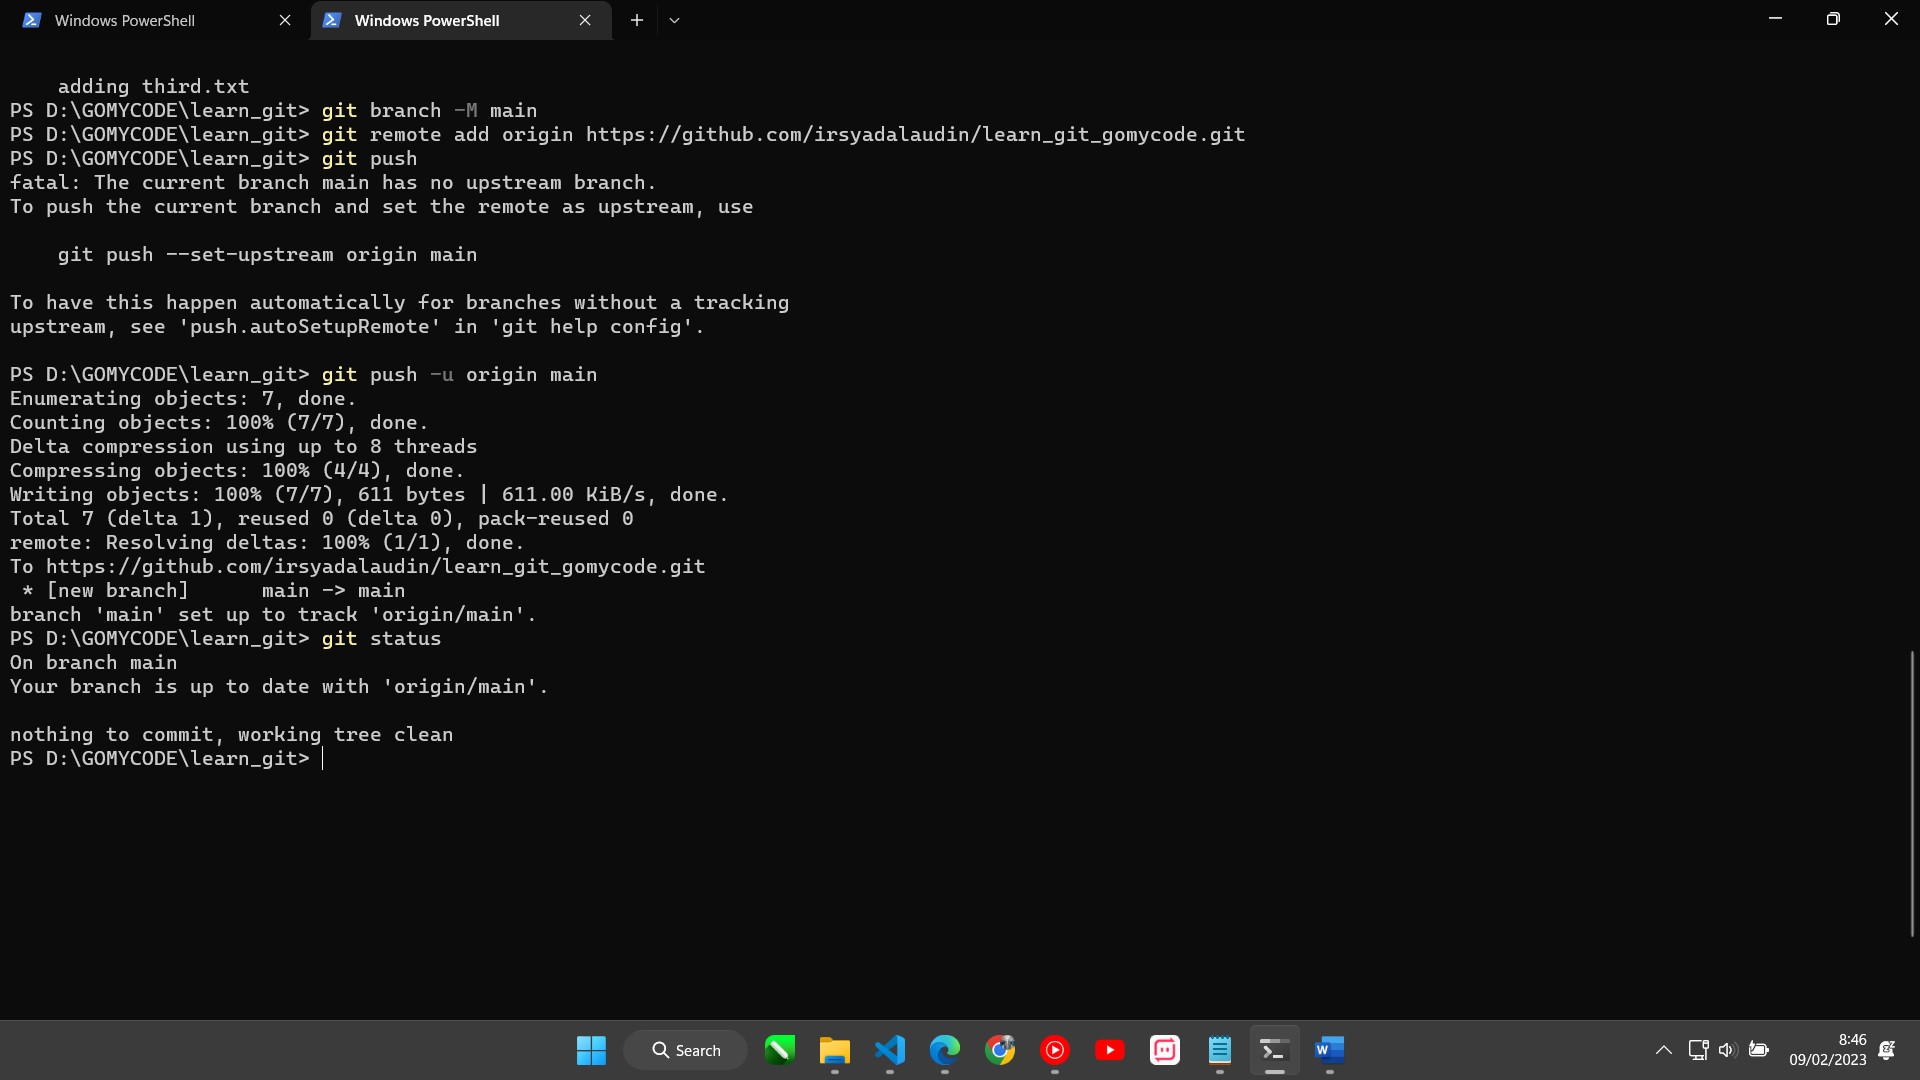 Windows PowerShell
Windows PowerShell
adding third.txt
PS D:\GOMYCODE\learn_git> git branch -M main
PS D:\GOMYCODE\learn_git> git remote add origin https://github.com/irsyadalaudin/learn_git_gomycode.git
PS D:\GOMYCODE\learn_git> git push
fatal: The current branch main has no upstream branch.
To push the current branch and set the remote as upstream, use
git push --set-upstream origin main
To have this happen automatically for branches without a tracking
upstream, see 'push.autoSetupRemote' in 'git help config'.
PS D:\GOMYCODE\learn_git> git push -u origin main
Enumerating objects: 7, done.
Counting objects: 100% (7/7), done.
Delta compression using up to 8 threads
Compressing objects: 100% (4/4), done.
Writing objects: 100% (7/7), 611 bytes | 611.00 KiB/s, done.
Total 7 (delta 1), reused 0 (delta 0), pack-reused 0
remote: Resolving deltas: 100% (1/1), done.
To https://github.com/irsyadalaudin/learn_git_gomycode.git
* [new branch]      main -> main
branch 'main' set up to track 'origin/main'.
PS D:\GOMYCODE\learn_git> git status
On branch main
Your branch is up to date with 'origin/main'.
nothing to commit, working tree clean
PS D:\GOMYCODE\learn_git>
Search
8:46
09/02/2023